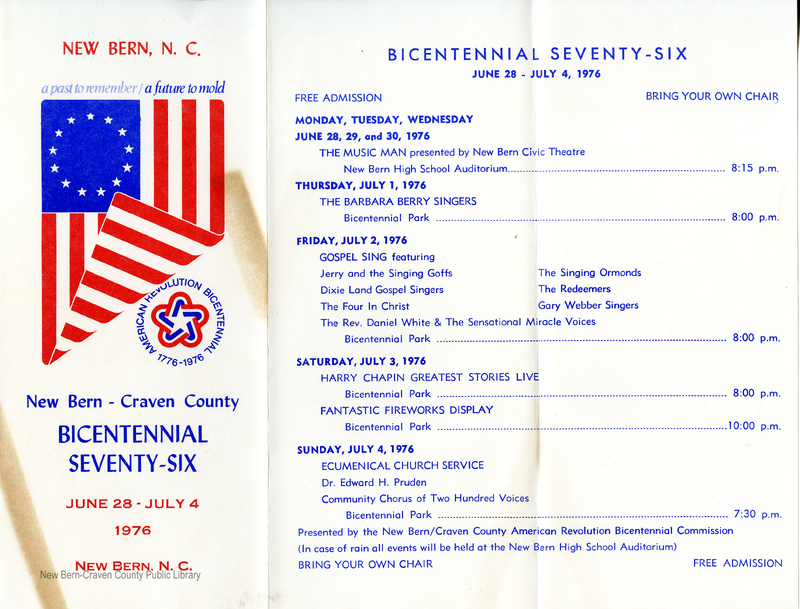 NEW BERN, N. C.
a past to remember / a future to mold
AMERICAN REVOLUTION BICENTENNIAL
1776-1976
New Bern - Craven County
BICENTENNIAL
SEVENTY-SIX
JUNE 28 - JULY 4
1976
NEW BERN, N. C.
New Bern-Craven County Public Library
BICENTENNIAL SEVENTY-SIX
JUNE 28 - JULY 4, 1976
FREE ADMISSION BRING YOUR OWN CHAIR
MONDAY, TUESDAY, WEDNESDAY
JUNE 28, 29, and 30, 1976
THE MUSIC MAN presented by New Bern Civic Theatre
New Bern High School Auditorium 8:15 p.m.
THURSDAY, JULY 1, 1976
THE BARBARA BERRY SINGERS
Bicentennial Park 8:00 p.m.
FRIDAY, JULY 2, 1976
GOSPEL SING featuring
Jerry and the Singing Goffs The Singing Ormonds
Dixie Land Gospel Singers The Redeemers
The Four In Christ Gary Webber Singers
The Rev. Daniel White & The Sensational Miracle Voices
Bicentennial Park 8:00 p.m.
SATURDAY, JULY 3, 1976
HARRY CHAPIN GREATEST STORIES LIVE
Bicentennial Park 8:00 p.m.
FANTASTIC FIREWORKS DISPLAY
Bicentennial Park 10:00 p.m.
SUNDAY, JULY 4, 1976
ECUMENICAL CHURCH SERVICE
Dr. Edward H. Pruden
Community Chorus of Two Hundred Voices
Bicentennial Park 7:30 p.m.
Presented by the New Bern/Craven County American Revolution Bicentennial Commission
(In case of rain all events will be held at the New Bern High School Auditorium)
BRING YOUR OWN CHAIR FREE ADMISSION